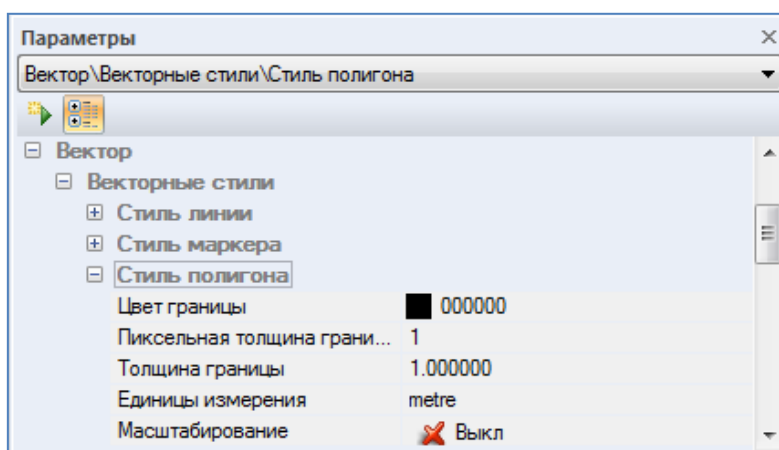 Параметры
Вектор\Векторные стили\Стиль полигона
Вектор
Векторные стили
Стиль линии
Стиль маркера
Стиль полигона
Цвет границы 000000
Пиксельная толщина грани... 1
Толщина границы 1.000000
Единицы измерения metre
Масштабирование Выкл